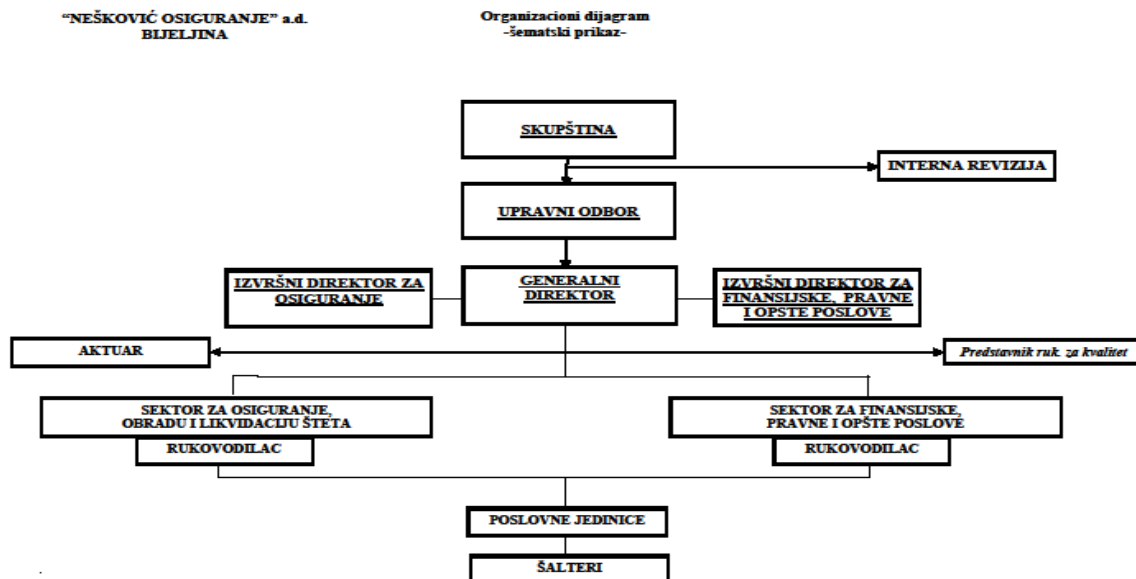 “NEŠKOVIĆ OSIGURANJE” a.d.
BIJELJINA
Organizacioni dijagram
-šematski prikaz-
SKUPŠTINA
INTERNA REVIZIJA
UPRAVNI ODBOR
IZVRŠNI DIREKTOR ZA
OSIGURANJE
GENERALNI
DIREKTOR
IZVRŠNI DIREKTOR ZA
FINANSIJSKE, PRAVNE
I OPSTE POSLOVE
AKTUAR
Predstavnik ruk. za kvalitet
SEKTOR ZA OSIGURANJE,
OBRADU I LIKVIDACIJU ŠTETA
RUKOVODILAC
SEKTOR ZA FINANSIJSKE,
PRAVNE I OPŠTE POSLOVE
RUKOVODILAC
POSLOVNE JEDINICE
ŠALTERI